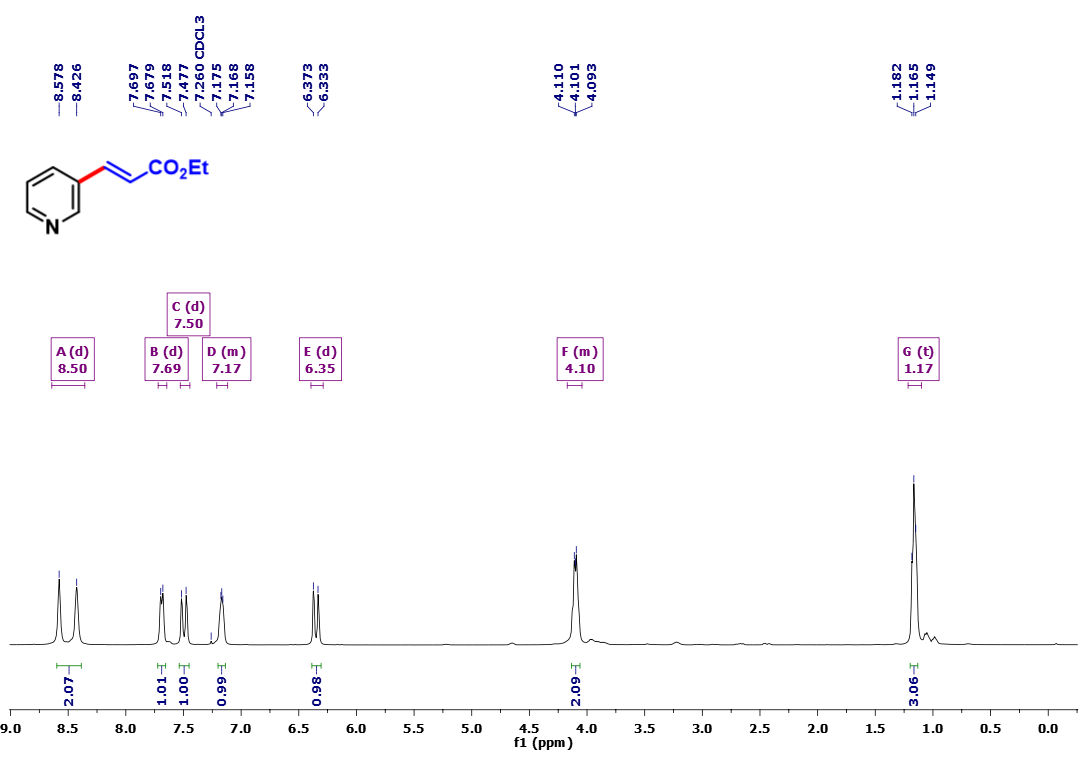 8.578
8.426
7.697
7.679
7.518
7.477
7.260 CDCL3
7.175
7.168
7.158
6.373
6.333
4.110
4.101
4.093
1.182
1.165
1.149
CO2Et
N
C (d)
7.50
A (d)
8.50
B (d)
7.69
D (m)
7.17
E (d)
6.35
F (m)
4.10
G (t)
1.17
2.07
1.01
1.00
0.99
0.98
2.09
3.06
9.0 8.5 8.0 7.5 7.0 6.5 6.0 5.5 5.0 4.5 4.0 3.5 3.0 2.5 2.0 1.5 1.0 0.5 0.0
f1 (ppm)